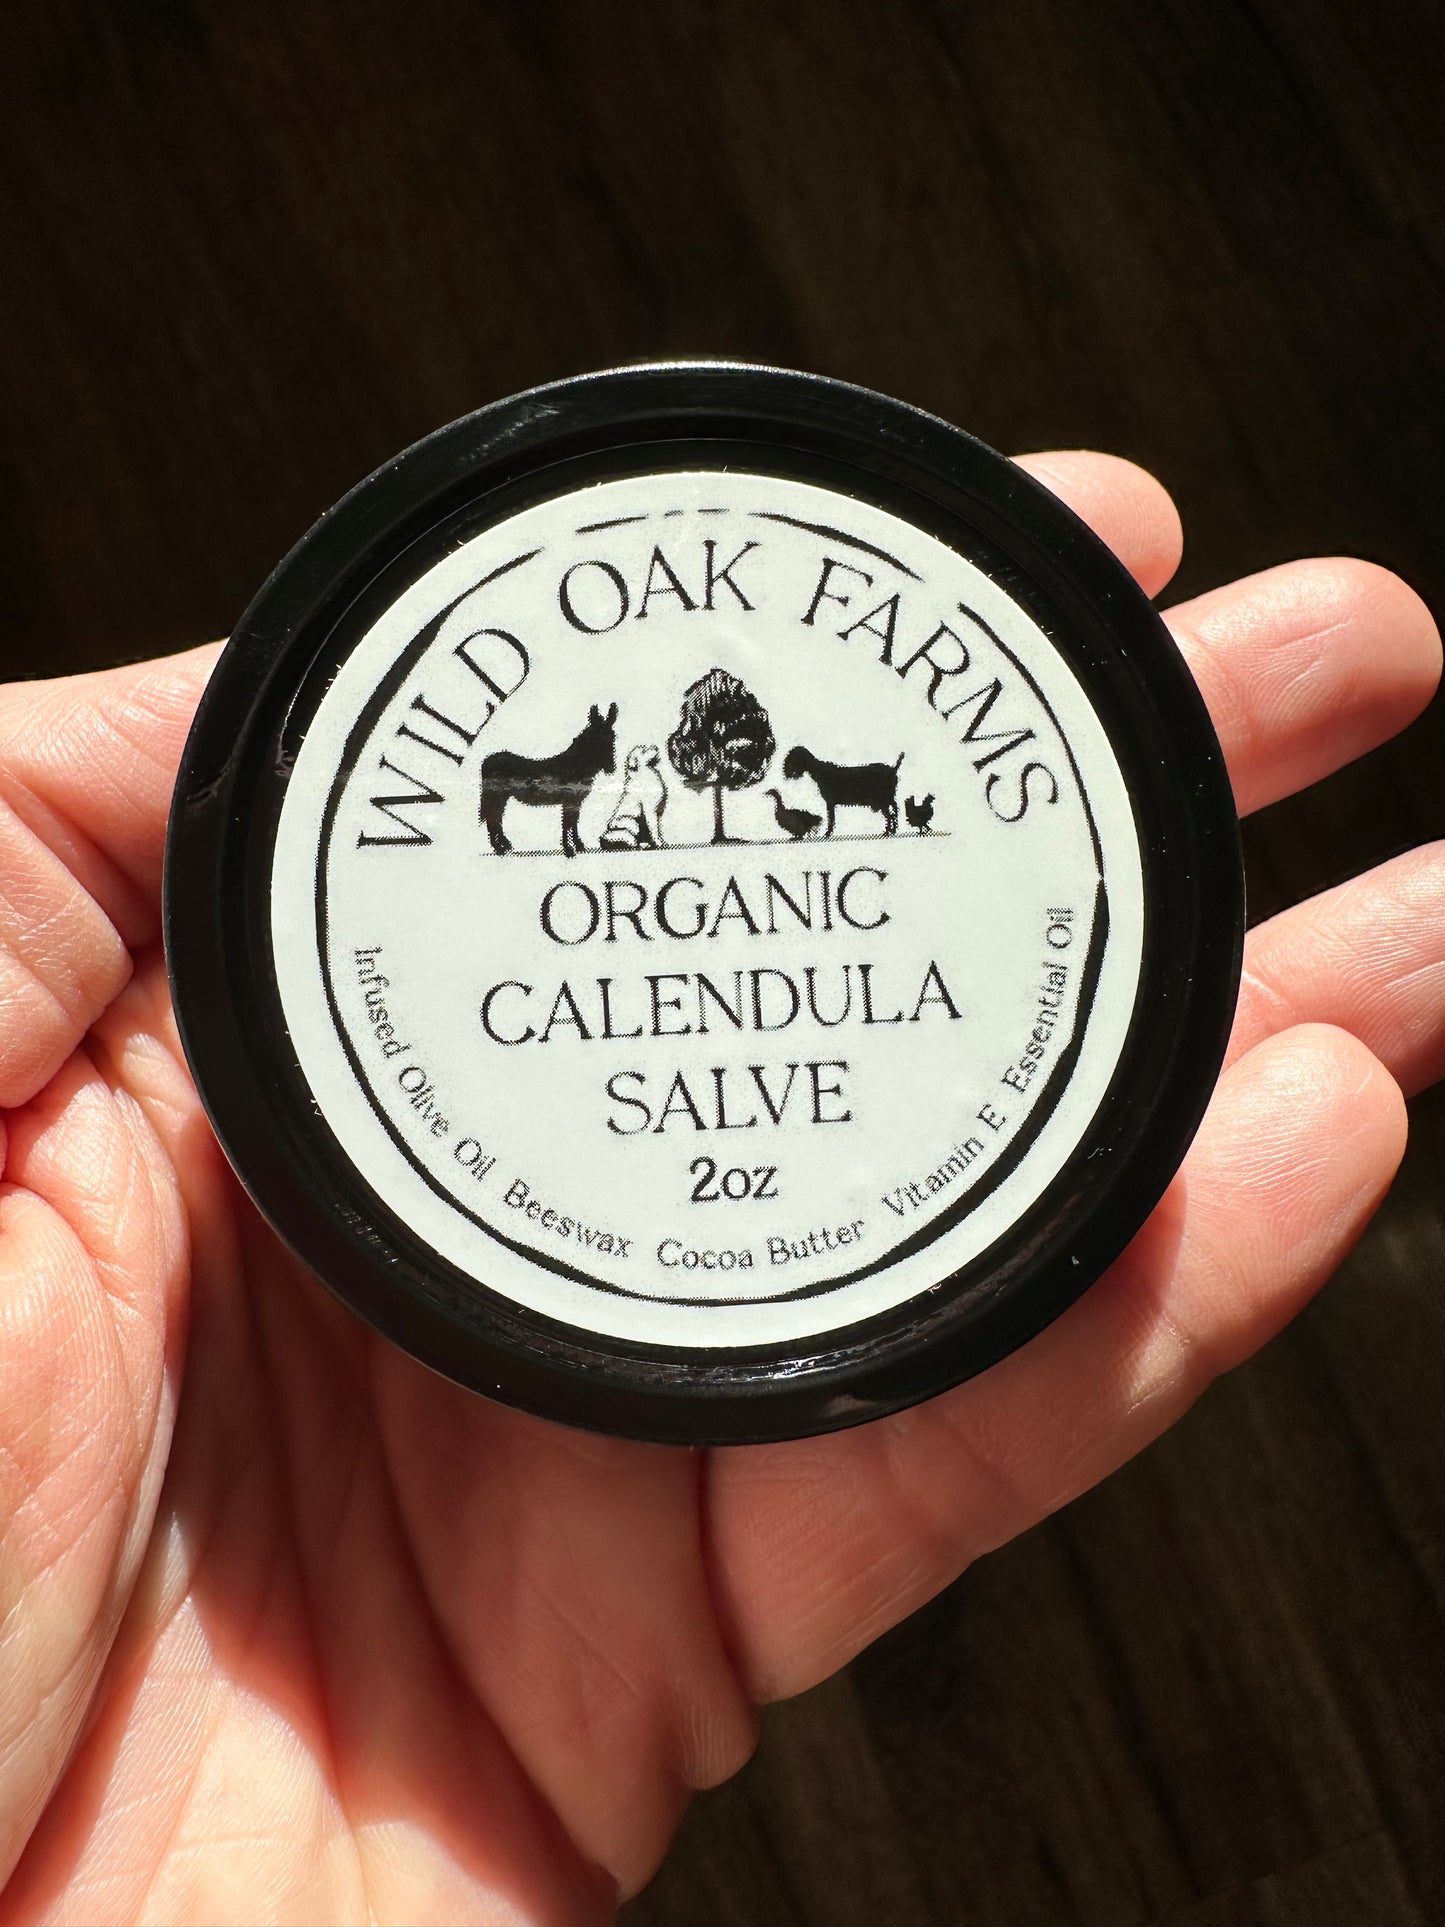 WILD OAK FARMS
ORGANIC
CALENDULA
SALVE
2oz
Infused Olive Oil Beeswax Cocoa Butter Vitamin E Essential Oil